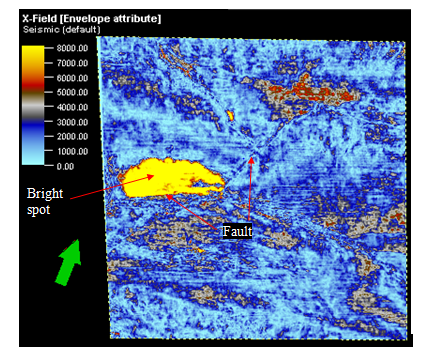 X-Field [Envelope attribute]
Seismic (default)
8000.00
7000.00
6000.00
5000.00
4000.00
3000.00
2000.00
1000.00
0.00
Bright
spot
Fault